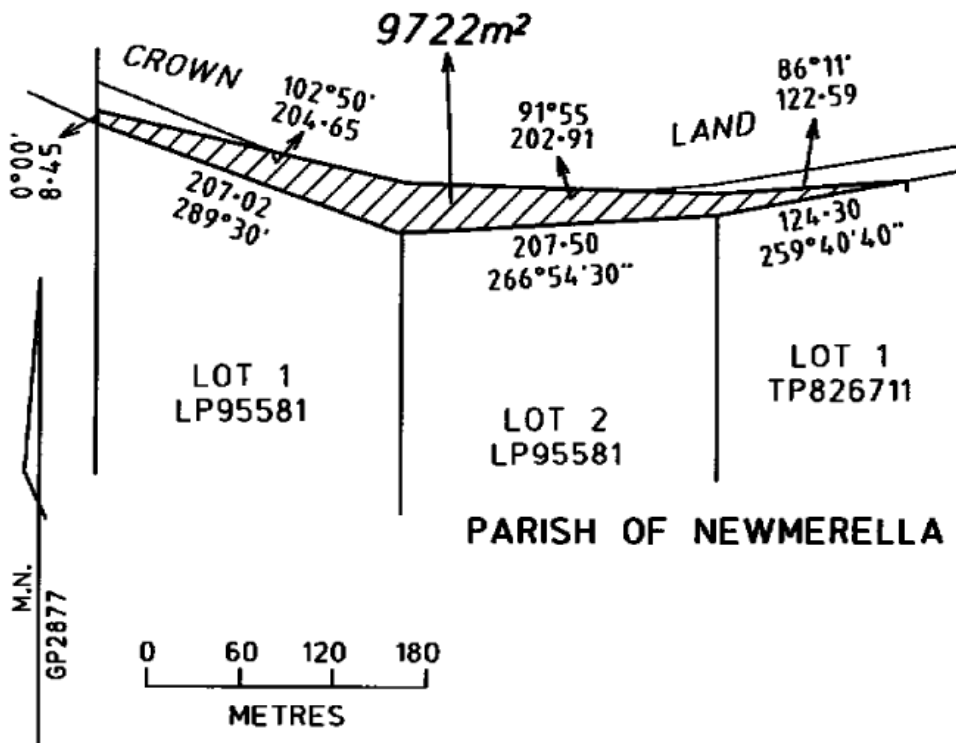 9722m²
CROWN
102°50'
204·65
91°55
202·91
86°11'
122·59
LAND
0°00'
8·45
207·02
289°30'
207·50
266°54'30"
124·30
259°40'40"
LOT 1
LP95581
LOT 2
LP95581
LOT 1
TP826711
PARISH OF NEWMERELLA
M.N.
GP2877
0 60 120 180
METRES